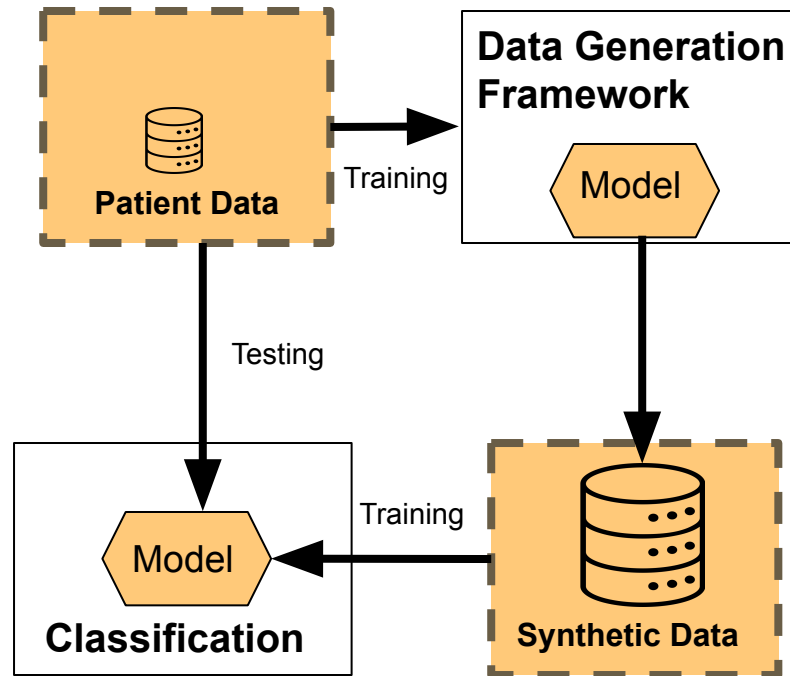 Data Generation
Framework
Model
Patient Data
Training
Testing
Training
Model
Classification
Synthetic Data